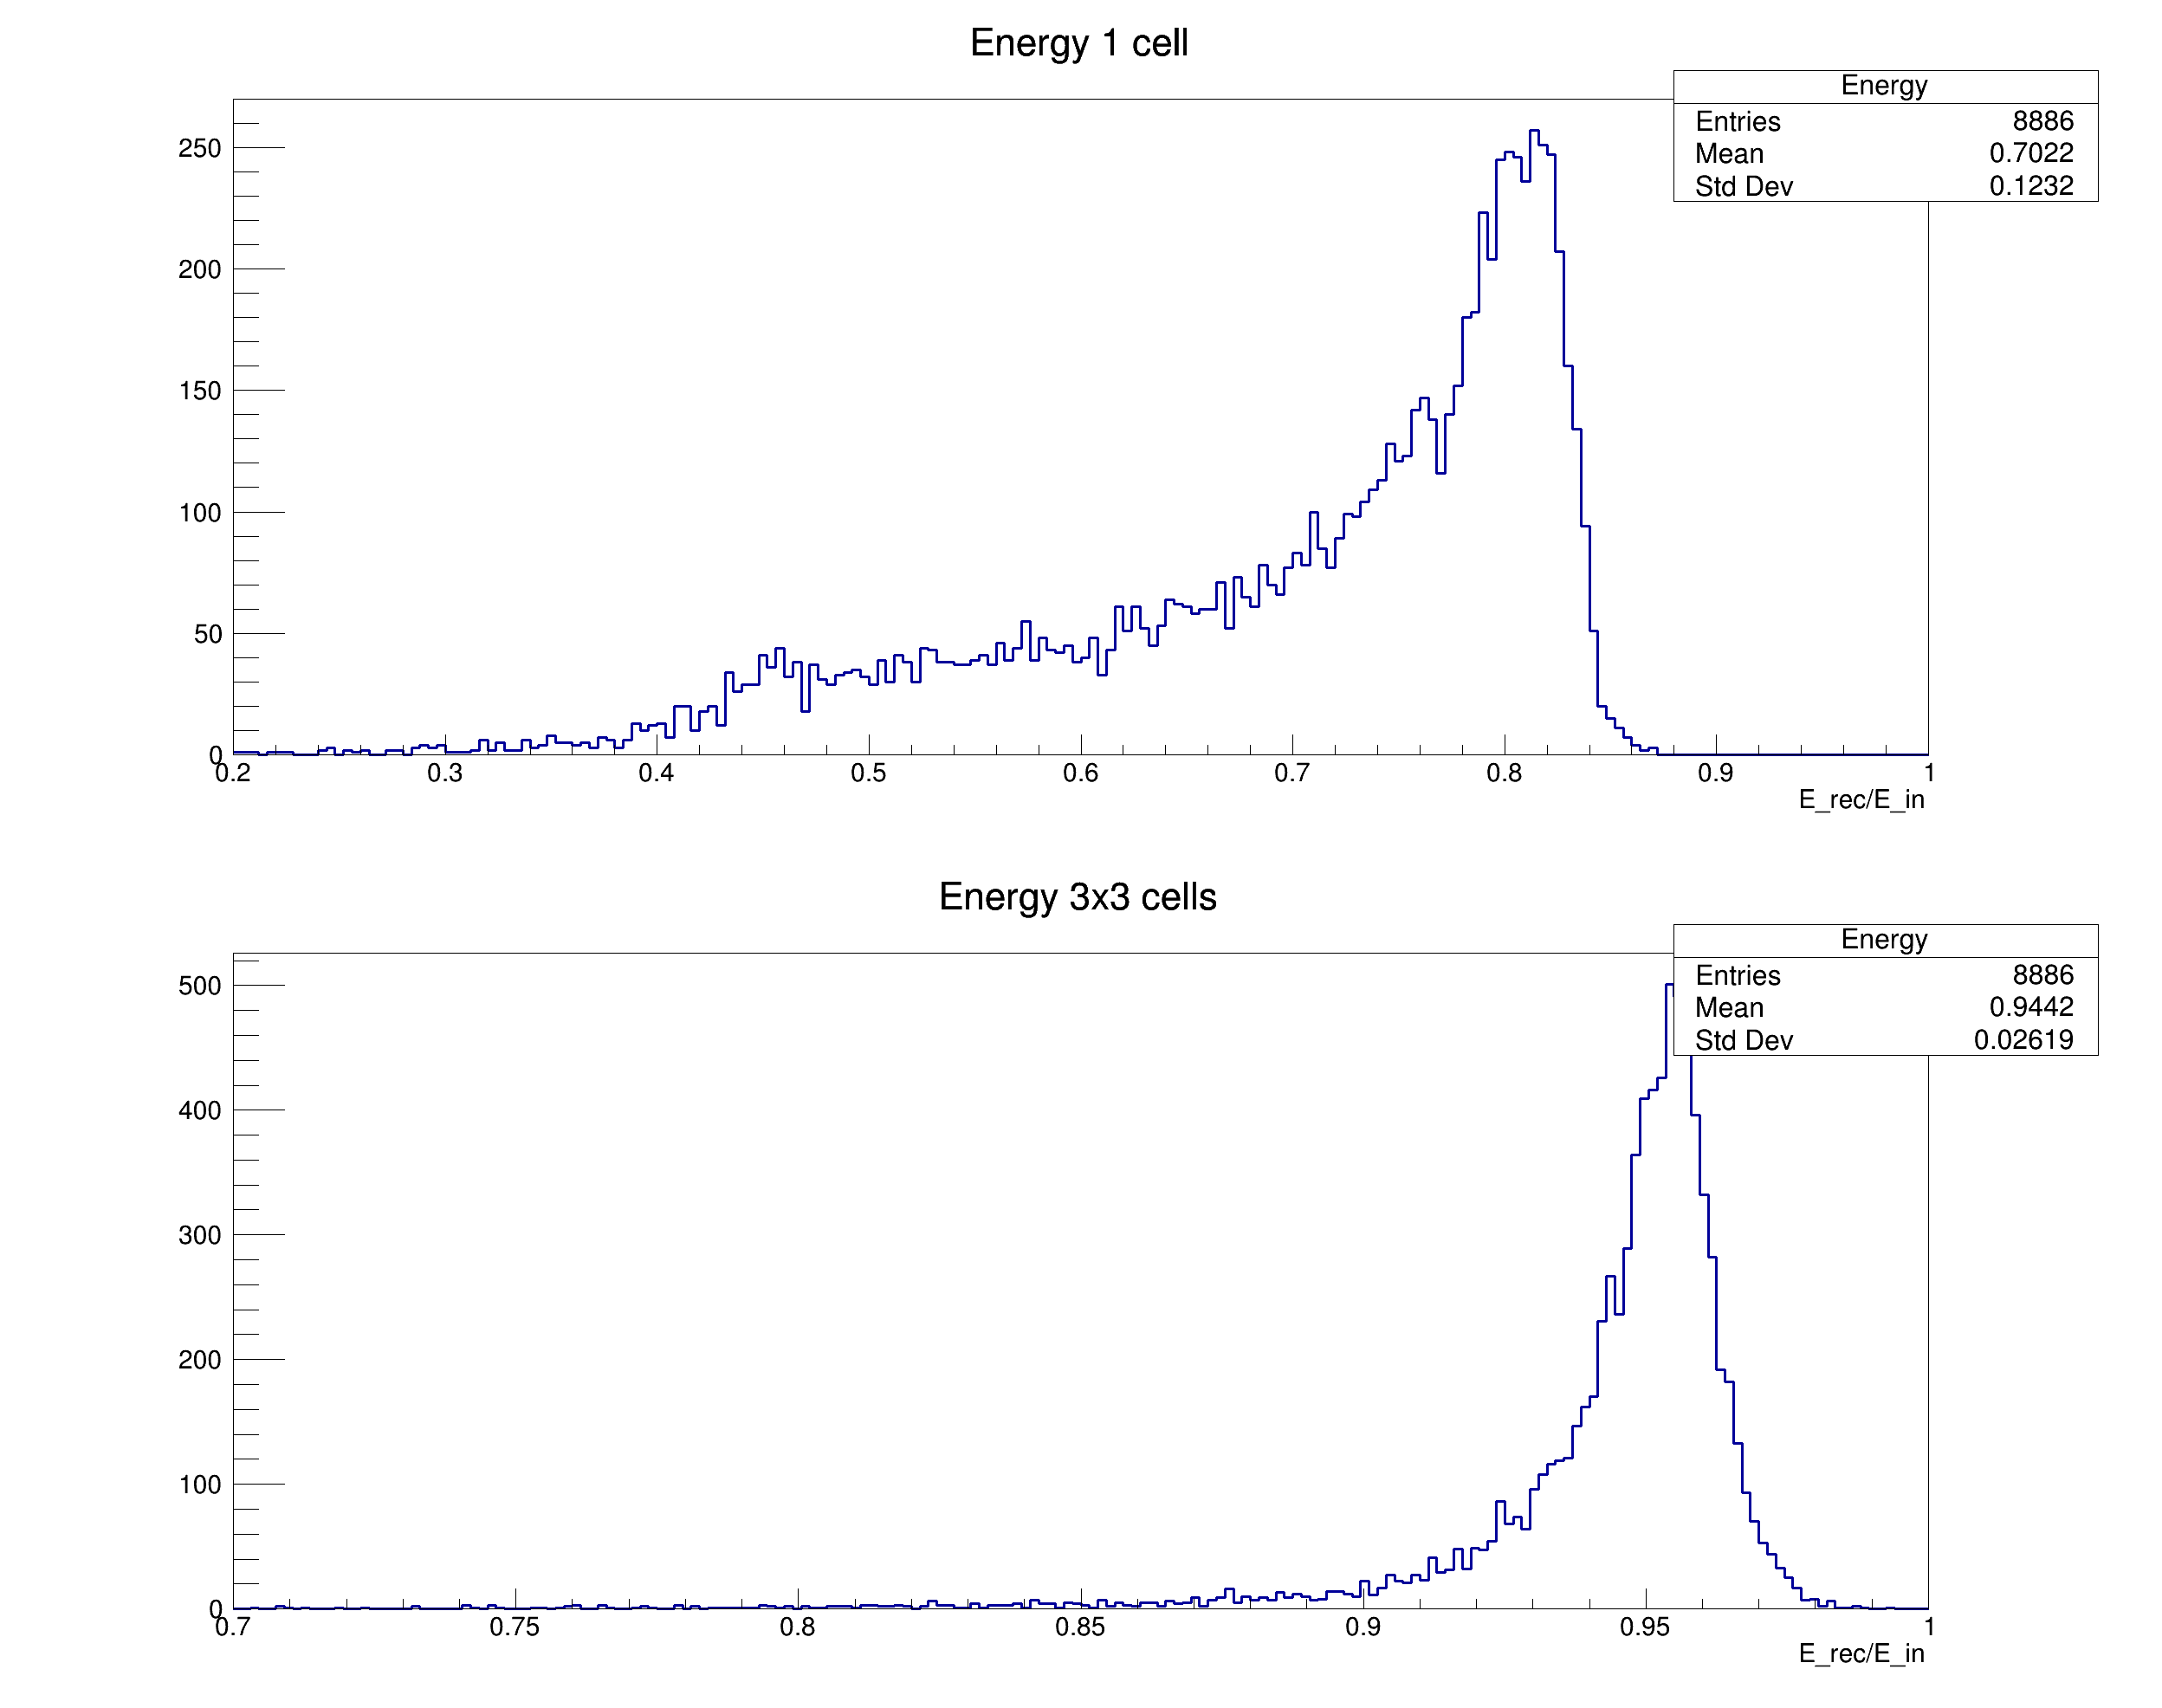 Energy 1 cell
Energy
Entries 8886
Mean 0.7022
Std Dev 0.1232
250
200
150
100
50
0
0.2 0.3 0.4 0.5 0.6 0.7 0.8 0.9 1
E_rec/E_in
Energy 3x3 cells
Energy
Entries 8886
Mean 0.9442
Std Dev 0.02619
500
400
300
200
100
0
0.7 0.75 0.8 0.85 0.9 0.95 1
E_rec/E_in